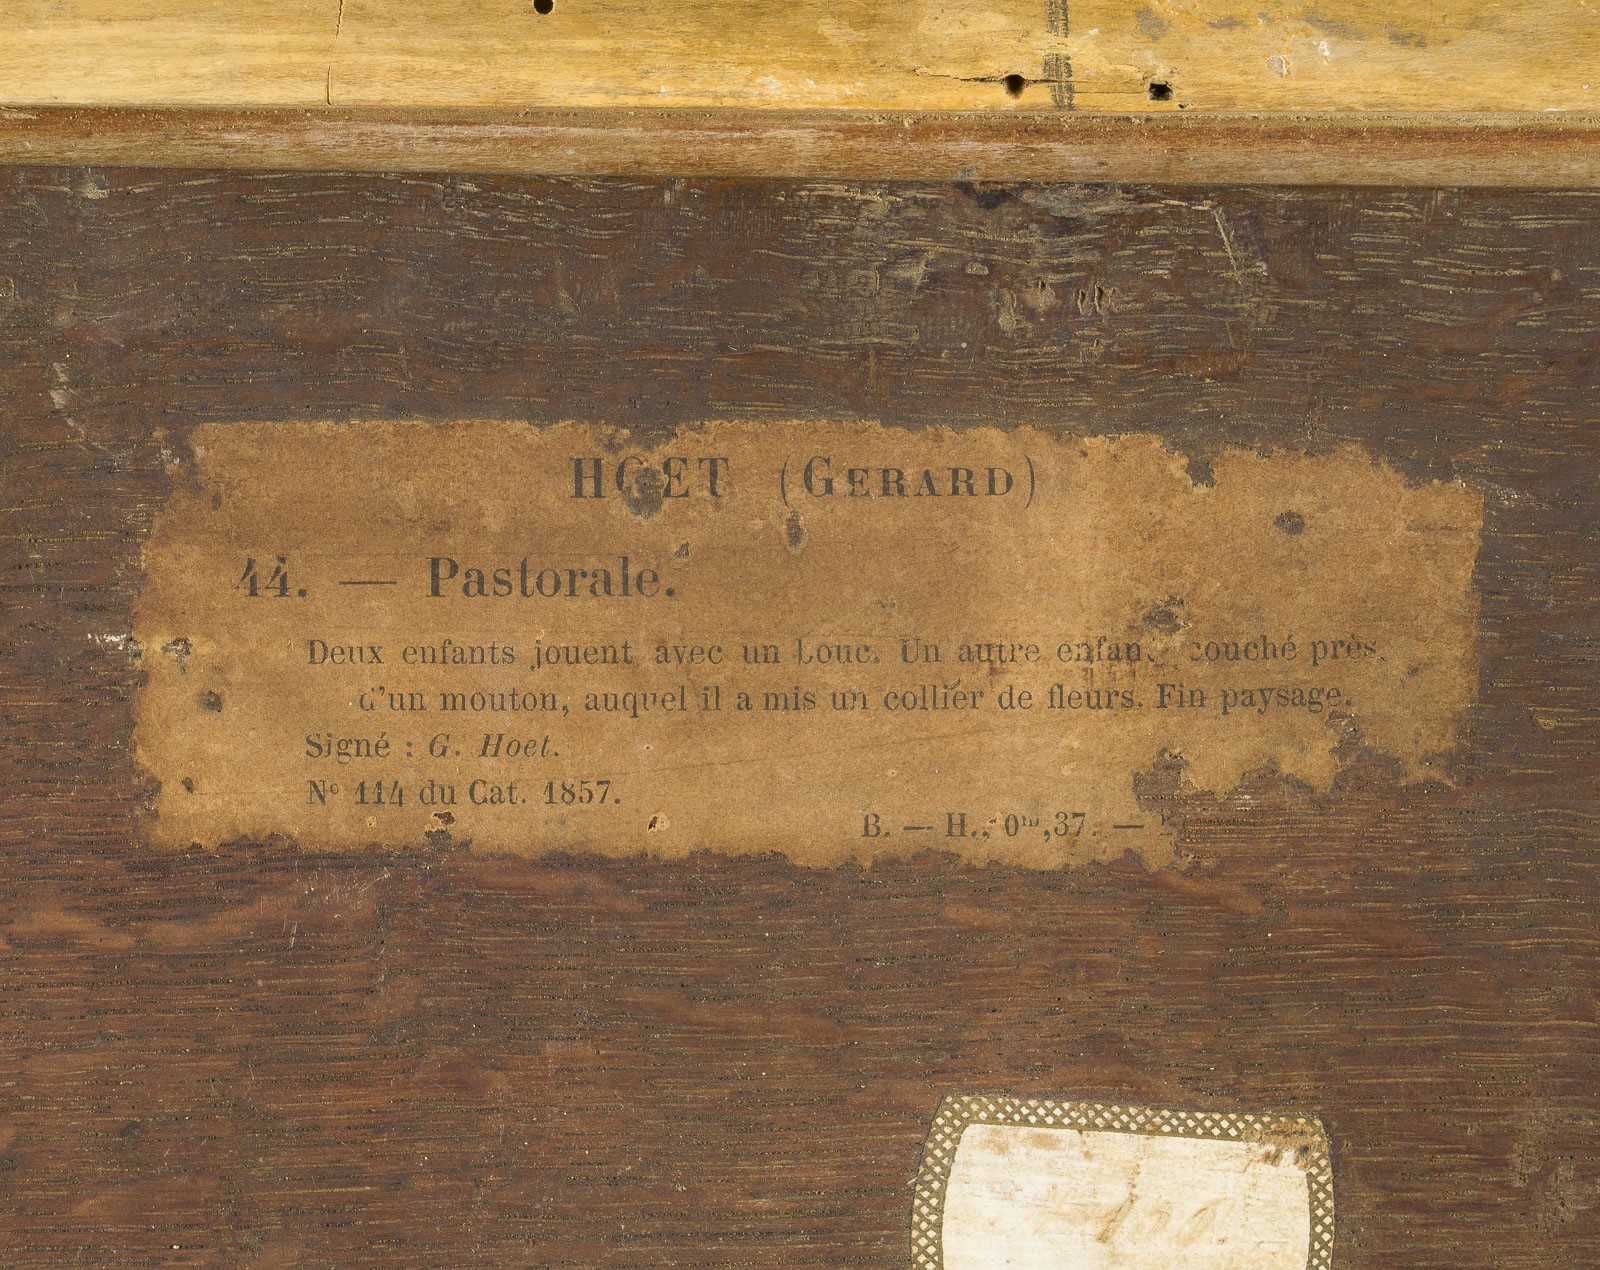 HOET (GERARD)
44. — Pastorale.
Deux enfants jouent avec un bouc. Un autre enfant couché près
d'un mouton, auquel il a mis un collier de fleurs. Fin paysage.
Signé : G. Hoet.
Nº 114 du Cat. 1857.
B. — H., 0m,37. —